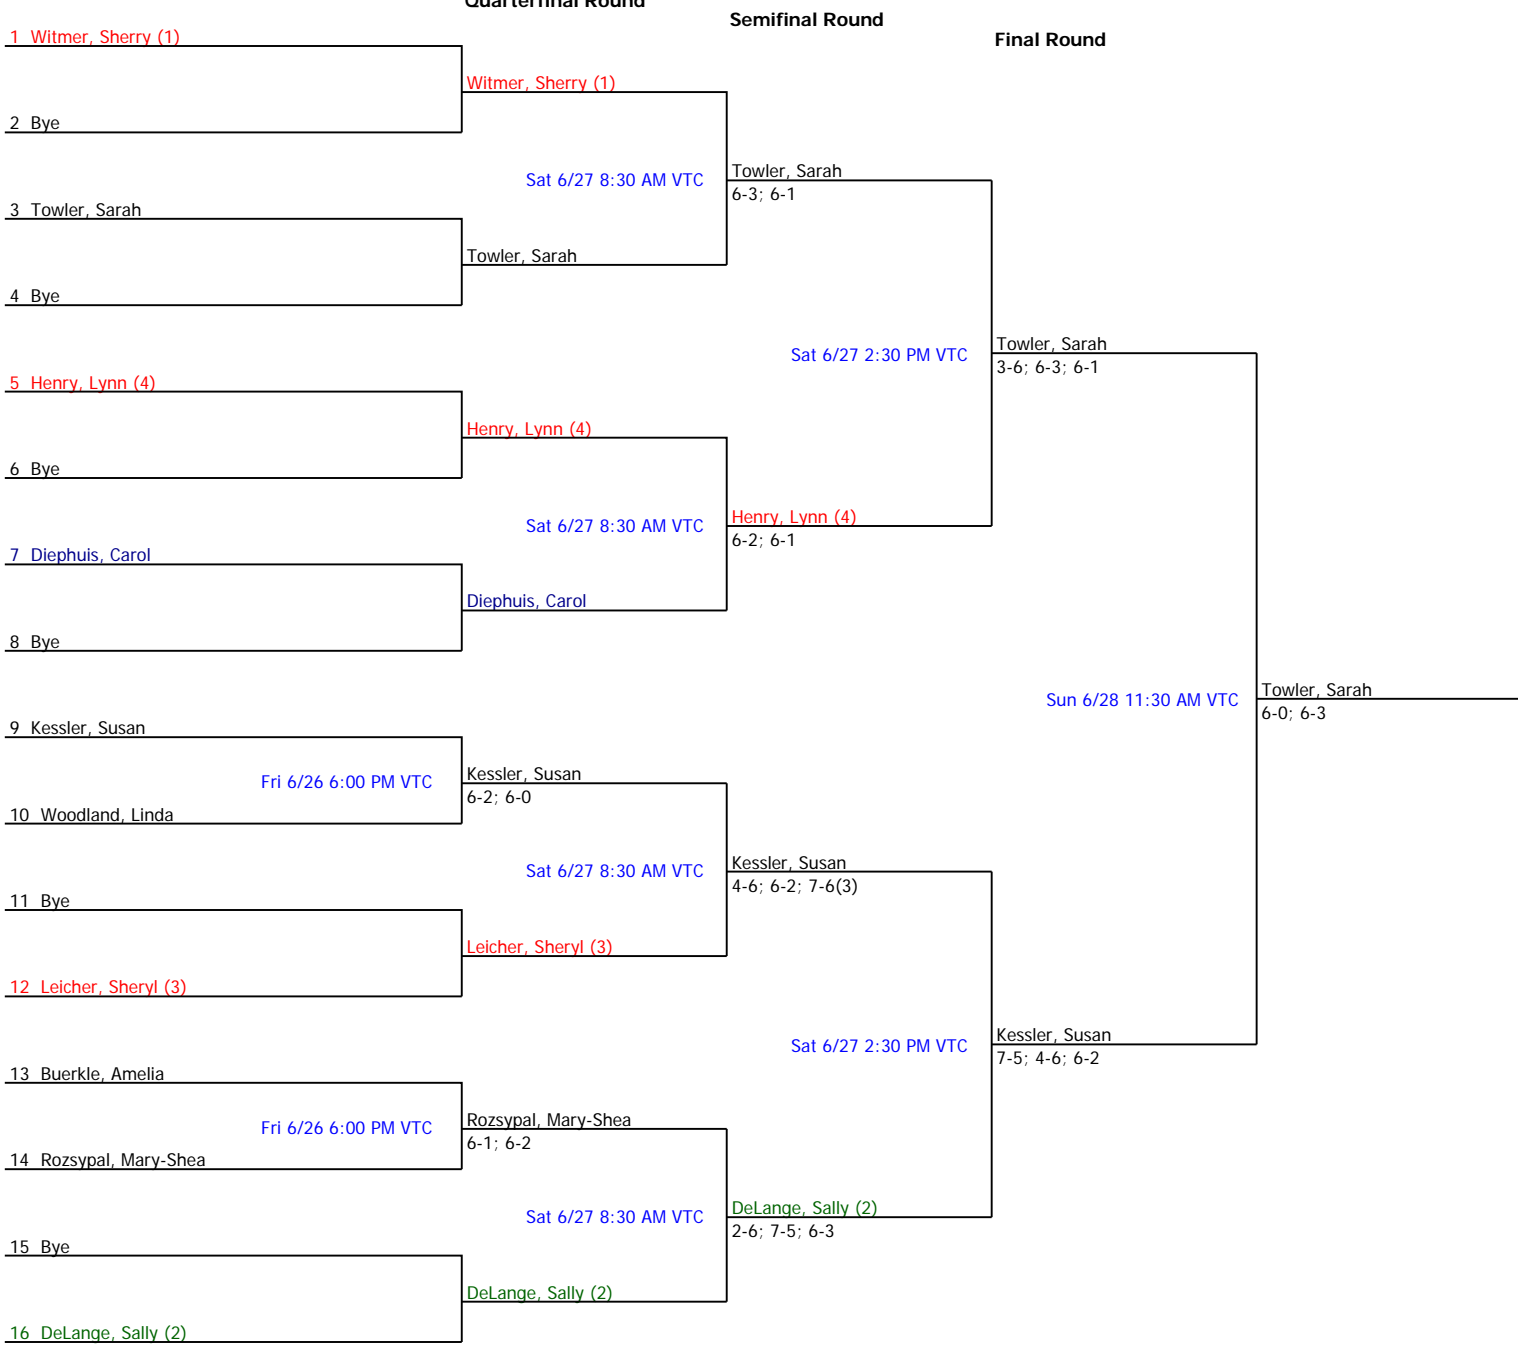 Quarterfinal Round
Semifinal Round
Final Round
1 Witmer, Sherry (1)
Witmer, Sherry (1)
2 Bye
Sat 6/27 8:30 AM VTC
Towler, Sarah
6-3; 6-1
3 Towler, Sarah
Towler, Sarah
4 Bye
Sat 6/27 2:30 PM VTC
Towler, Sarah
3-6; 6-3; 6-1
5 Henry, Lynn (4)
Henry, Lynn (4)
6 Bye
Sat 6/27 8:30 AM VTC
Henry, Lynn (4)
6-2; 6-1
7 Diephuis, Carol
Diephuis, Carol
8 Bye
Sun 6/28 11:30 AM VTC
Towler, Sarah
6-0; 6-3
9 Kessler, Susan
Fri 6/26 6:00 PM VTC
Kessler, Susan
6-2; 6-0
10 Woodland, Linda
Sat 6/27 8:30 AM VTC
Kessler, Susan
4-6; 6-2; 7-6(3)
11 Bye
Leicher, Sheryl (3)
12 Leicher, Sheryl (3)
Sat 6/27 2:30 PM VTC
Kessler, Susan
7-5; 4-6; 6-2
13 Buerkle, Amelia
Fri 6/26 6:00 PM VTC
Rozsypal, Mary-Shea
6-1; 6-2
14 Rozsypal, Mary-Shea
Sat 6/27 8:30 AM VTC
DeLange, Sally (2)
2-6; 7-5; 6-3
15 Bye
DeLange, Sally (2)
16 DeLange, Sally (2)